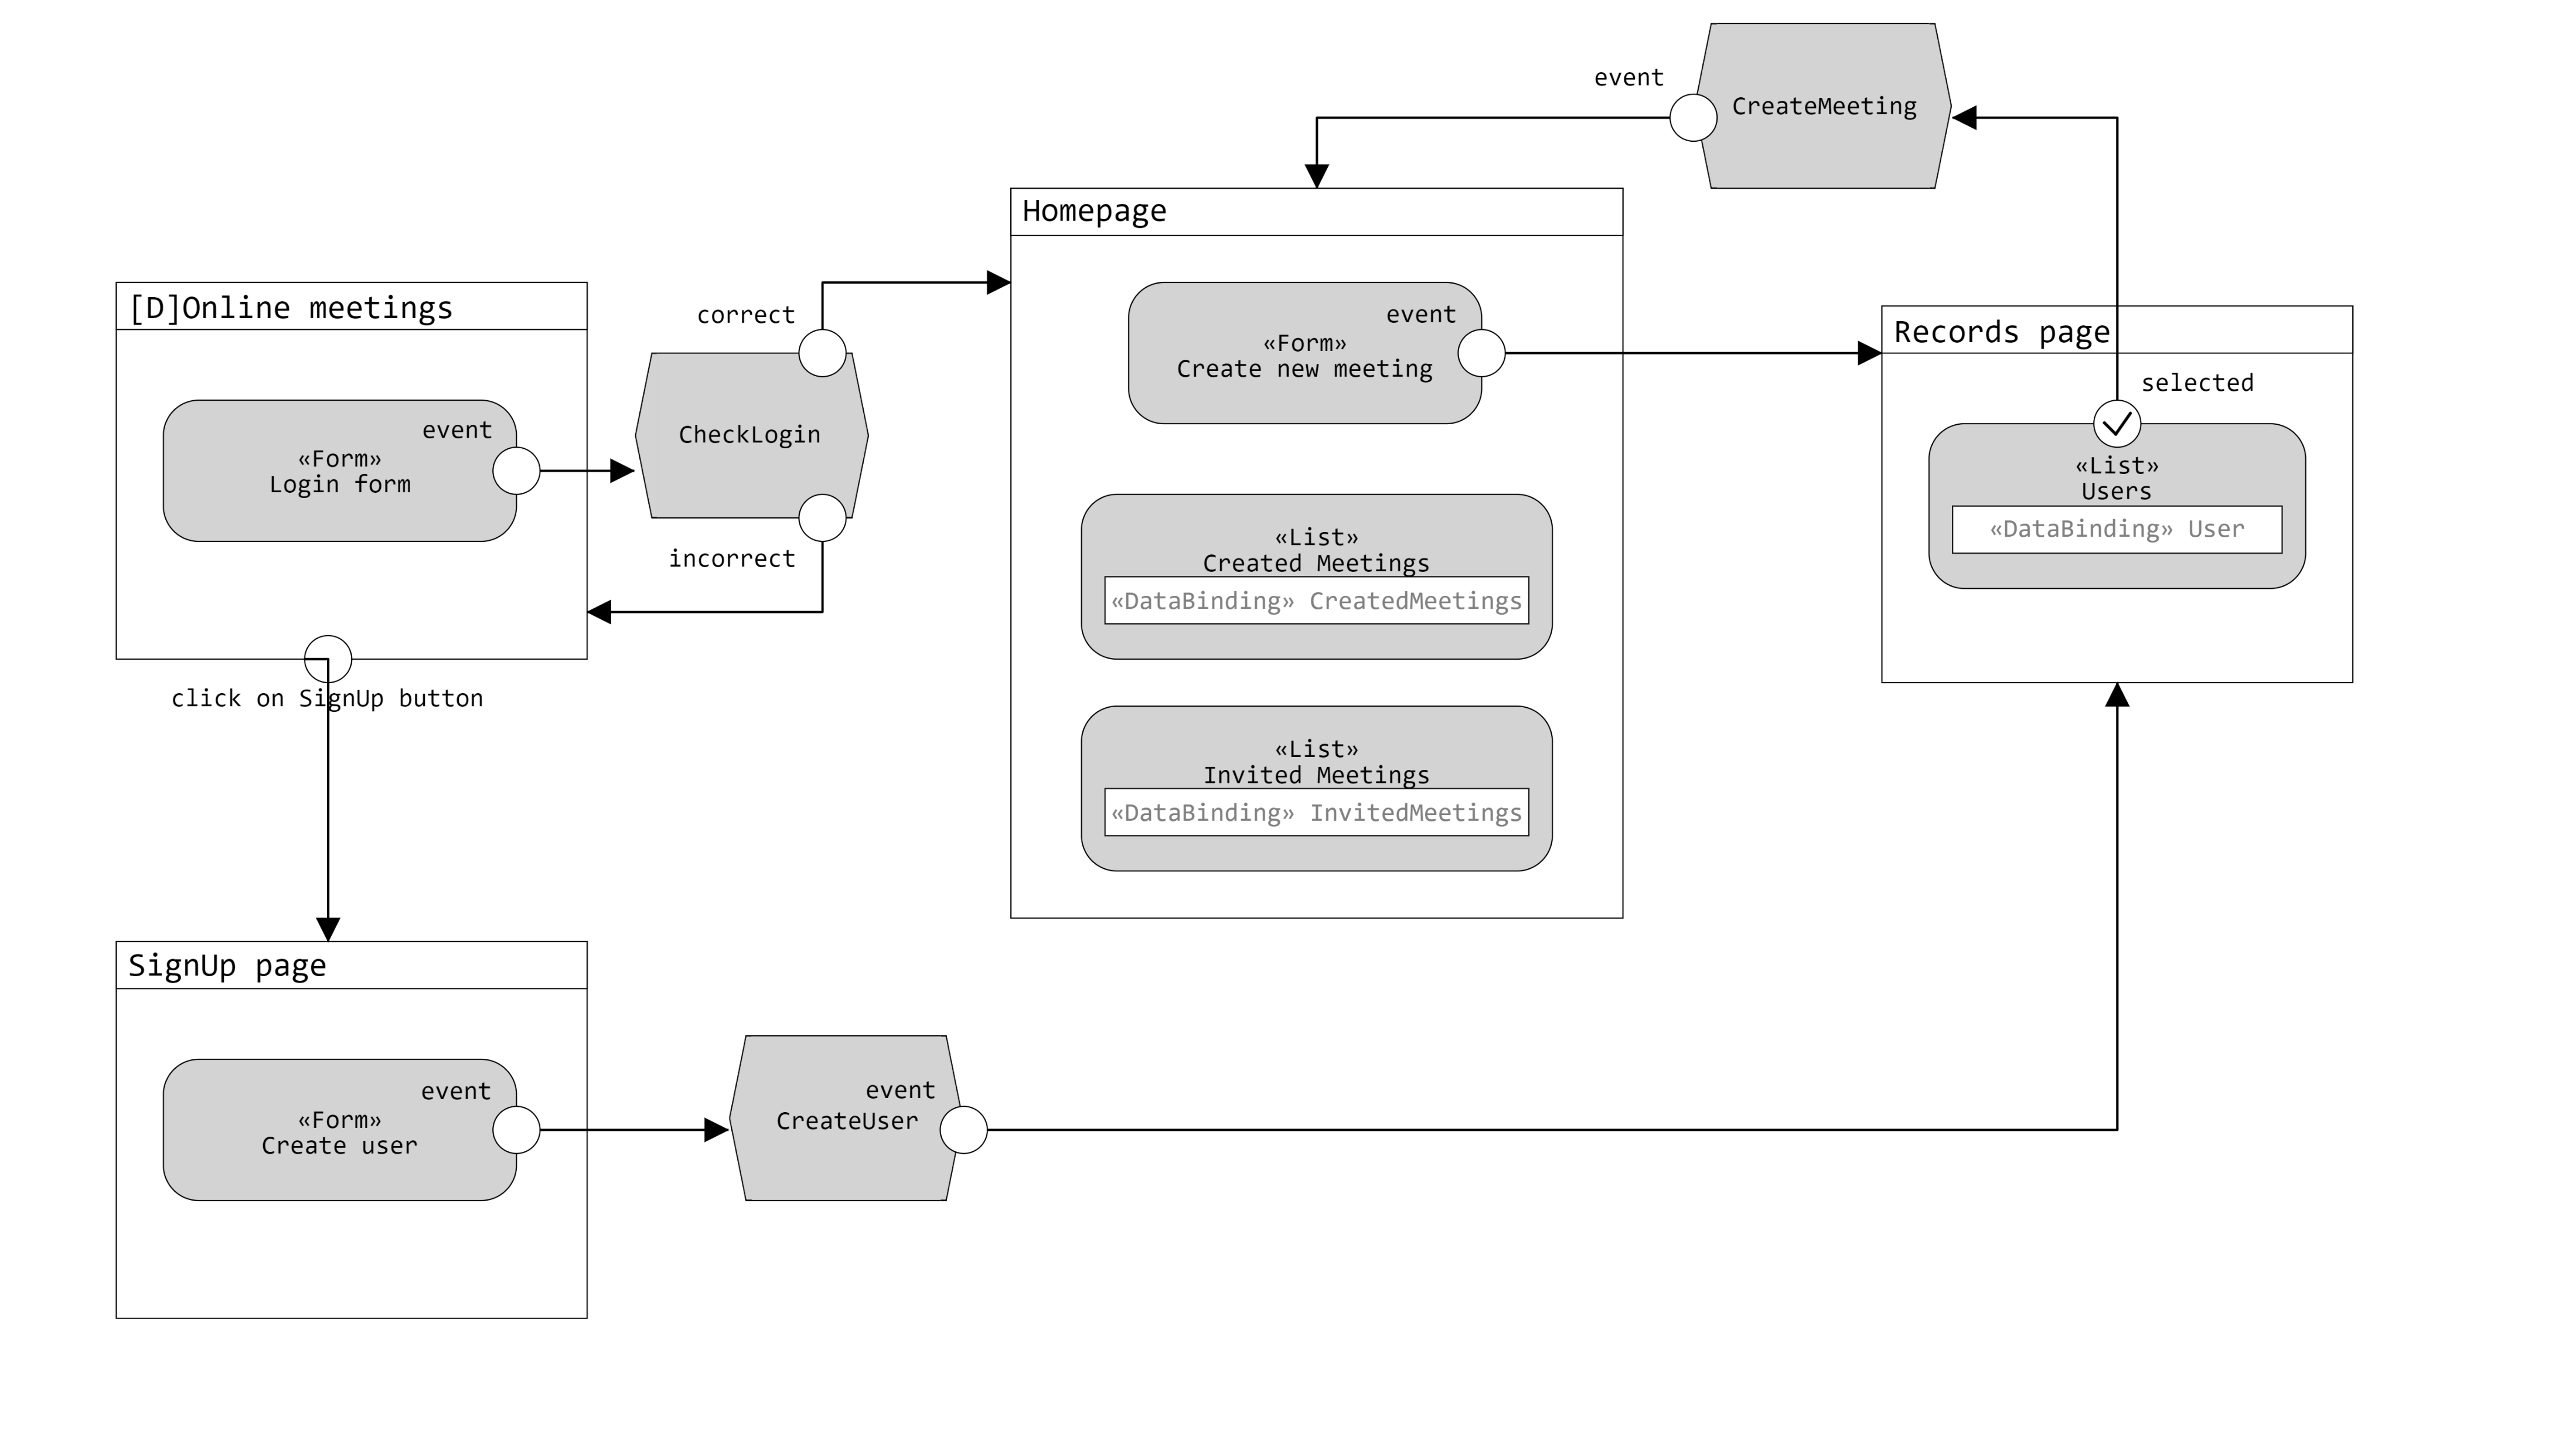 event
CreateMeeting
Homepage
[D]Online meetings
correct
event
«Form»
Create new meeting
Records page
selected
event
«Form»
Login form
CheckLogin
incorrect
«List»
Users
«DataBinding» User
«List»
Created Meetings
«DataBinding» CreatedMeetings
click on SignUp button
«List»
Invited Meetings
«DataBinding» InvitedMeetings
SignUp page
event
«Form»
Create user
event
CreateUser